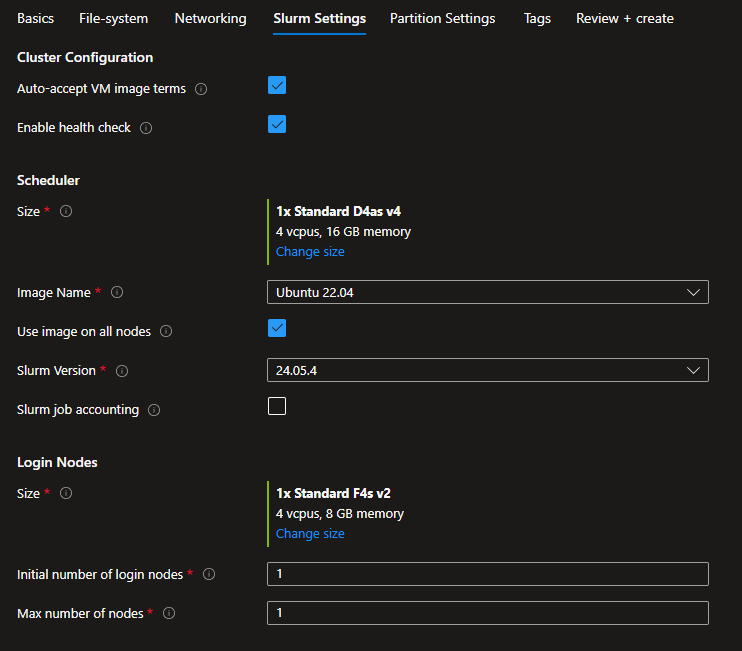 Basics File-system Networking Slurm Settings Partition Settings Tags Review + create
Cluster Configuration
Auto-accept VM image terms
Enable health check
Scheduler
Size *
1x Standard D4as v4
4 vcpus, 16 GB memory
Change size
Image Name *
Ubuntu 22.04
Use image on all nodes
Slurm Version *
24.05.4
Slurm job accounting
Login Nodes
Size *
1x Standard F4s v2
4 vcpus, 8 GB memory
Change size
Initial number of login nodes *
1
Max number of nodes *
1